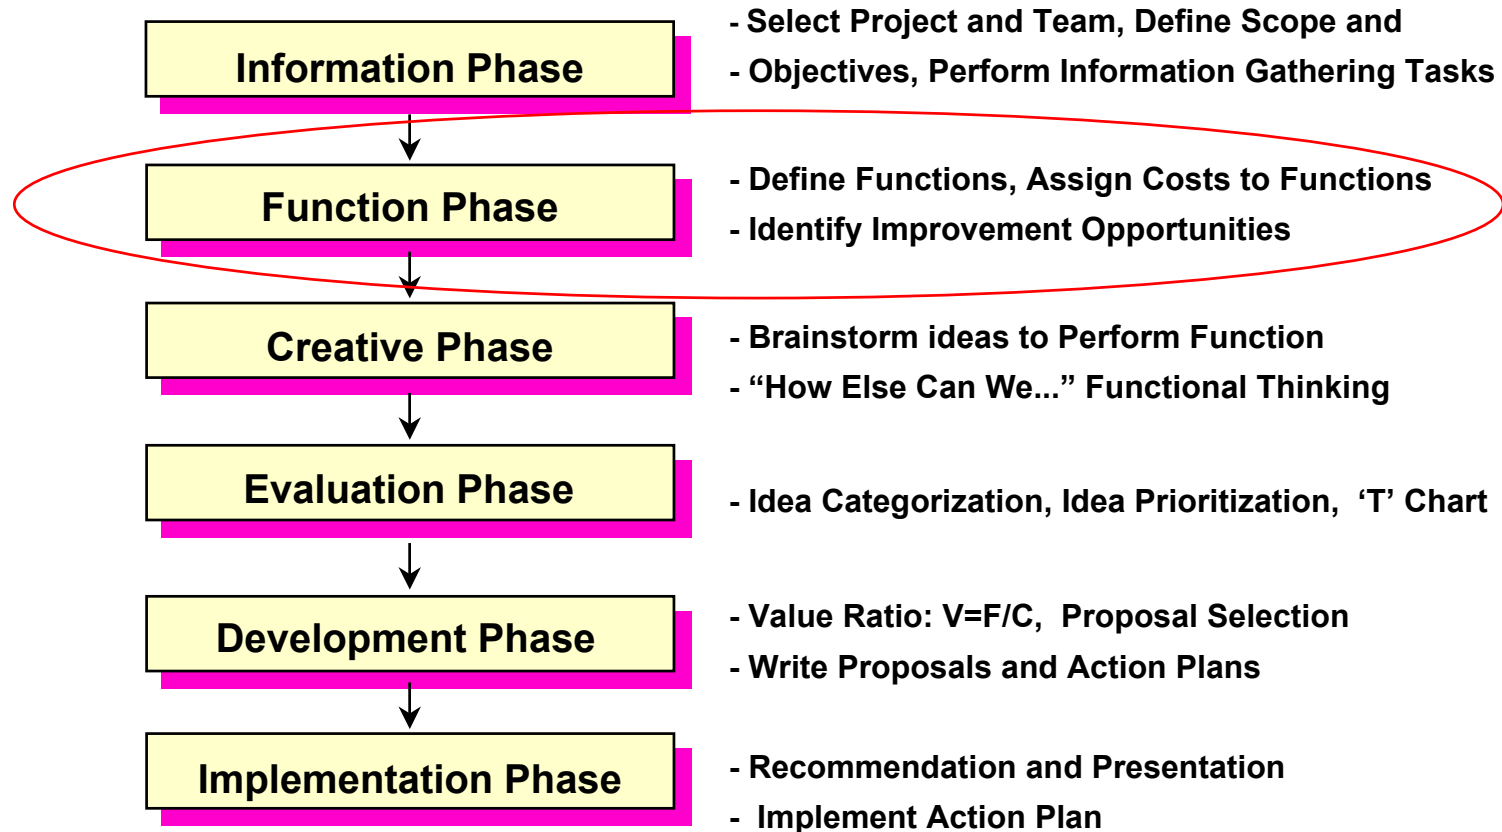 Information Phase
- Select Project and Team, Define Scope and
- Objectives, Perform Information Gathering Tasks
Function Phase
- Define Functions, Assign Costs to Functions
- Identify Improvement Opportunities
Creative Phase
- Brainstorm ideas to Perform Function
- “How Else Can We...” Functional Thinking
Evaluation Phase
- Idea Categorization, Idea Prioritization, ‘T’ Chart
Development Phase
- Value Ratio: V=F/C, Proposal Selection
- Write Proposals and Action Plans
Implementation Phase
- Recommendation and Presentation
- Implement Action Plan